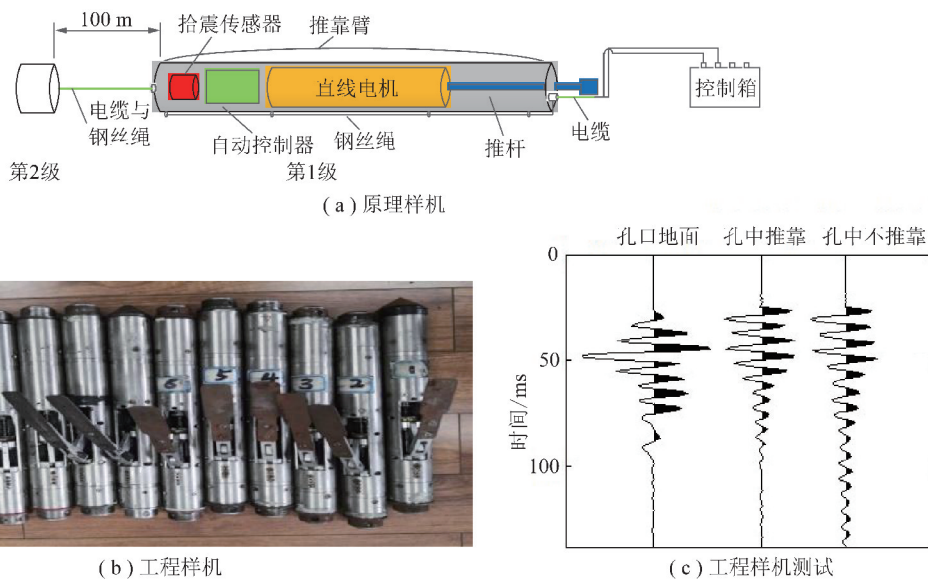 100 m
拾震传感器
推靠臂
直线电机
控制箱
电缆与
钢丝绳
自动控制器
钢丝绳
推杆
电缆
第2级
第1级
(a)原理样机
6
5
4
3
2
(b)工程样机
孔口地面
孔中推靠
孔中不推靠
0
50
100
时间/ms
(c)工程样机测试